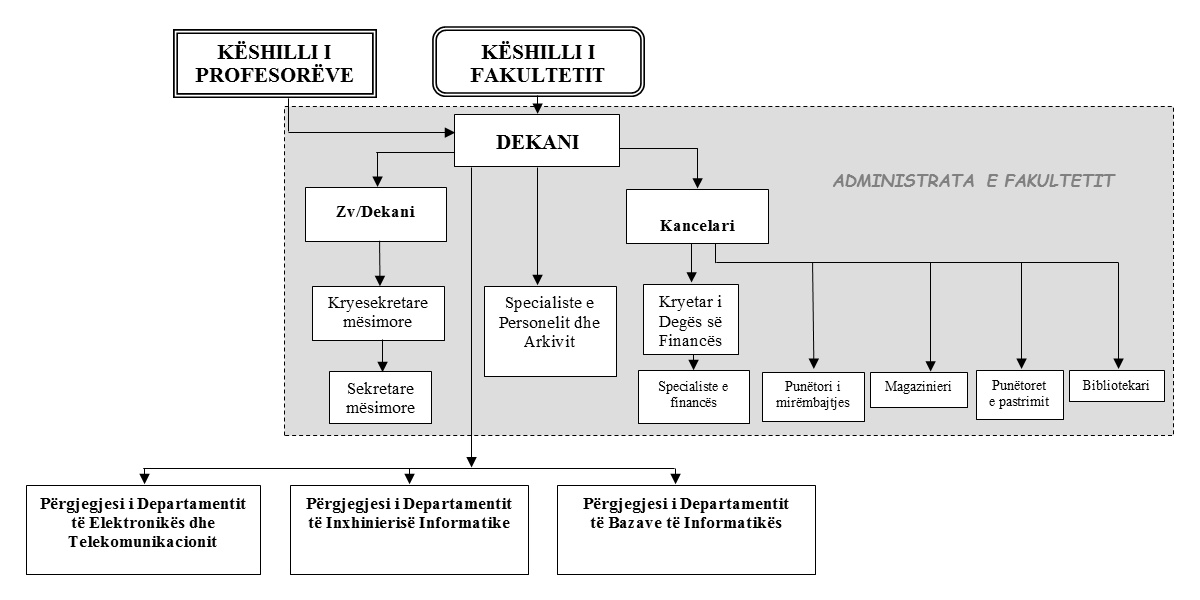 KËSHILLI I
PROFESORËVE
KËSHILLI I
FAKULTETIT
DEKANI
ADMINISTRATA E FAKULTETIT
Zv/Dekani
Kancelari
Kryesekretare
mësimore
Specialiste e
Personelit dhe
Arkivit
Kryetar i
Degës së
Financës
Sekretare
mësimore
Specialiste e
financës
Punëtori i
mirëmbajtjes
Magazinieri
Punëtoret
e pastrimit
Bibliotekari
Përgjegjesi i Departamentit
të Elektronikës dhe
Telekomunikacionit
Përgjegjesi i Departamentit
të Inxhinierisë Informatike
Përgjegjesi i Departamentit
të Bazave të Informatikës